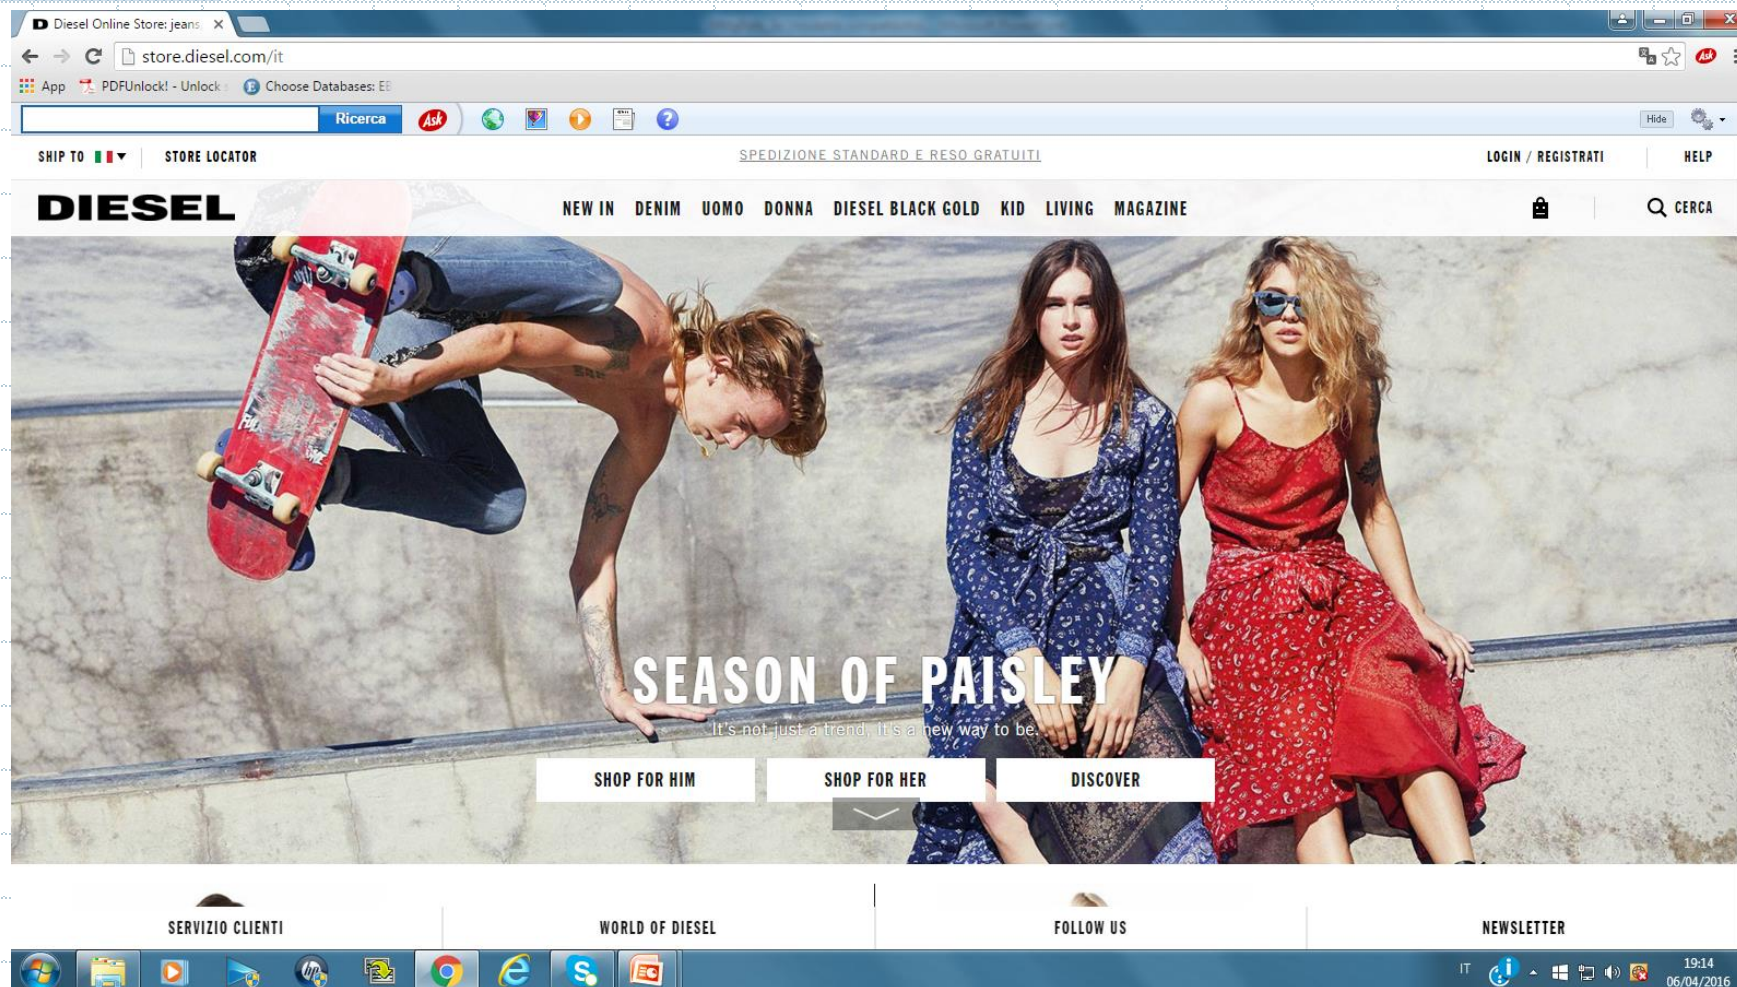 Diesel Online Store: jeans
store.diesel.com/it
App PDFUnlock! - Unlock Choose Databases: EB
Ricerca Ask
Hide
SHIP TO STORE LOCATOR SPEDIZIONE STANDARD E RESO GRATUITI LOGIN / REGISTRATI HELP
DIESEL NEW IN DENIM UOMO DONNA DIESEL BLACK GOLD KID LIVING MAGAZINE CERCA
SEASON OF PAISLEY
It's not just a trend, it's a new way to be.
SHOP FOR HIM SHOP FOR HER DISCOVER
SERVIZIO CLIENTI WORLD OF DIESEL FOLLOW US NEWSLETTER
IT 19:14
06/04/2016